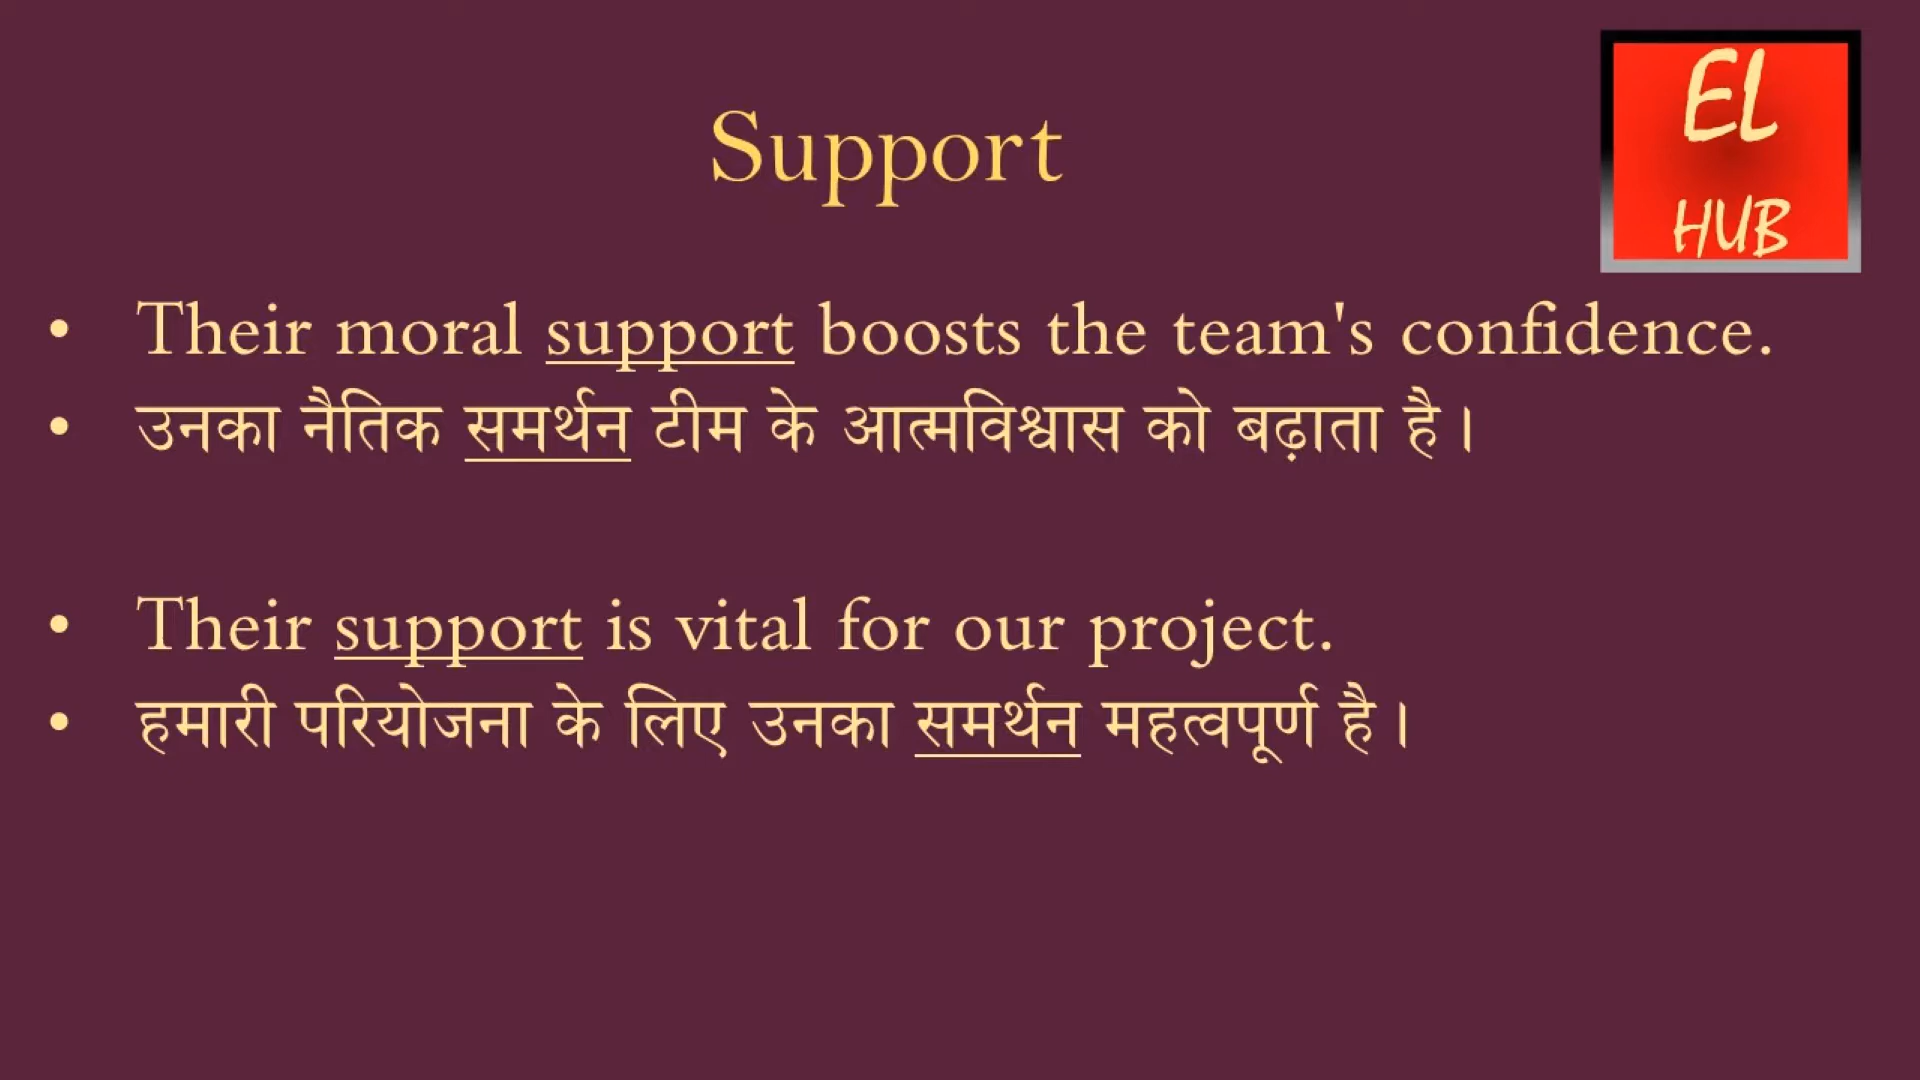 EL
HUB
Support
• Their moral support boosts the team's confidence.
• उनका नैतिक समर्थन टीम के आत्मविश्वास को बढ़ाता है।
• Their support is vital for our project.
• हमारी परियोजना के लिए उनका समर्थन महत्वपूर्ण है।